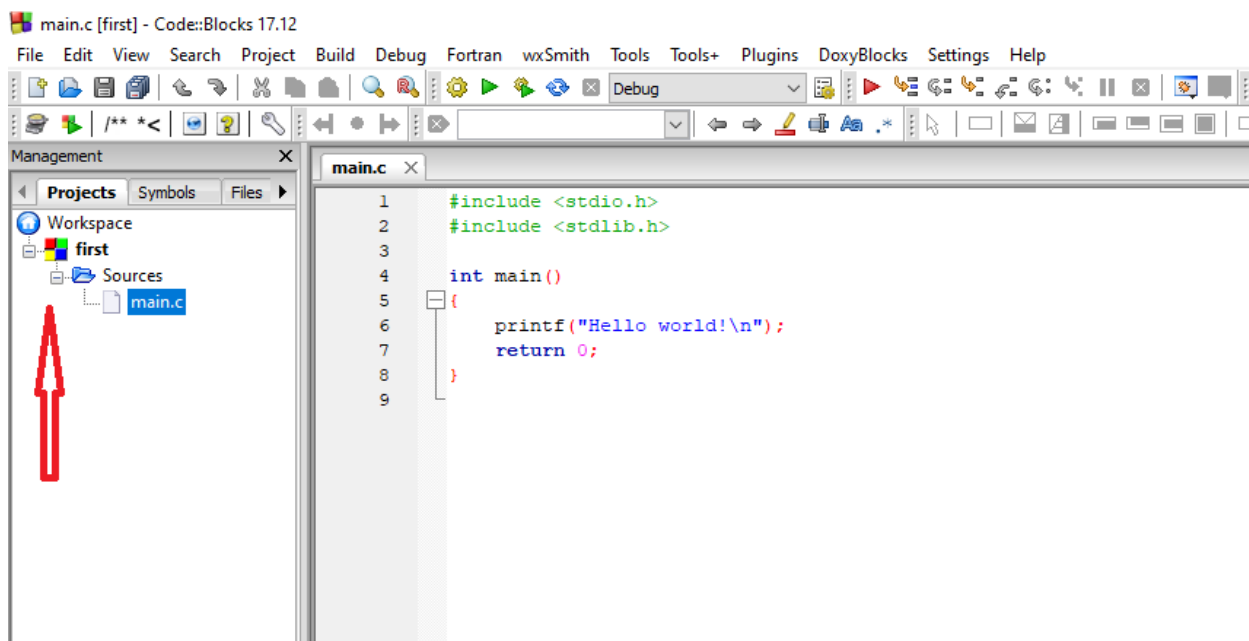 main.c [first] - Code::Blocks 17.12
File Edit View Search Project Build Debug Fortran wxSmith Tools Tools+ Plugins DoxyBlocks Settings Help
Debug
/** *<
Management
main.c
Projects Symbols Files
Workspace
first
Sources
main.c
1 #include <stdio.h>
2 #include <stdlib.h>
3
4 int main()
5 {
6 printf("Hello world!\n");
7 return 0;
8 }
9